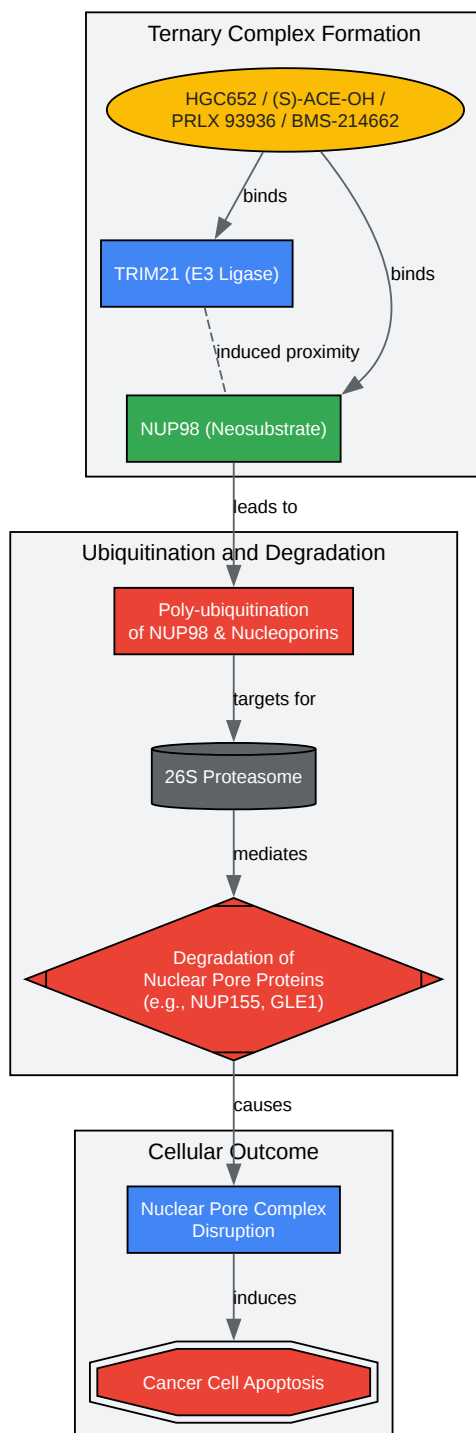 Ternary Complex Formation
HGC652 / (S)-ACE-OH /
PRLX 93936 / BMS-214662
binds
TRIM21 (E3 Ligase)
binds
induced proximity
NUP98 (Neosubstrate)
leads to
Ubiquitination and Degradation
Poly-ubiquitination
of NUP98 & Nucleoporins
targets for
26S Proteasome
mediates
Degradation of
Nuclear Pore Proteins
(e.g., NUP155, GLE1)
causes
Cellular Outcome
Nuclear Pore Complex
Disruption
induces
Cancer Cell Apoptosis